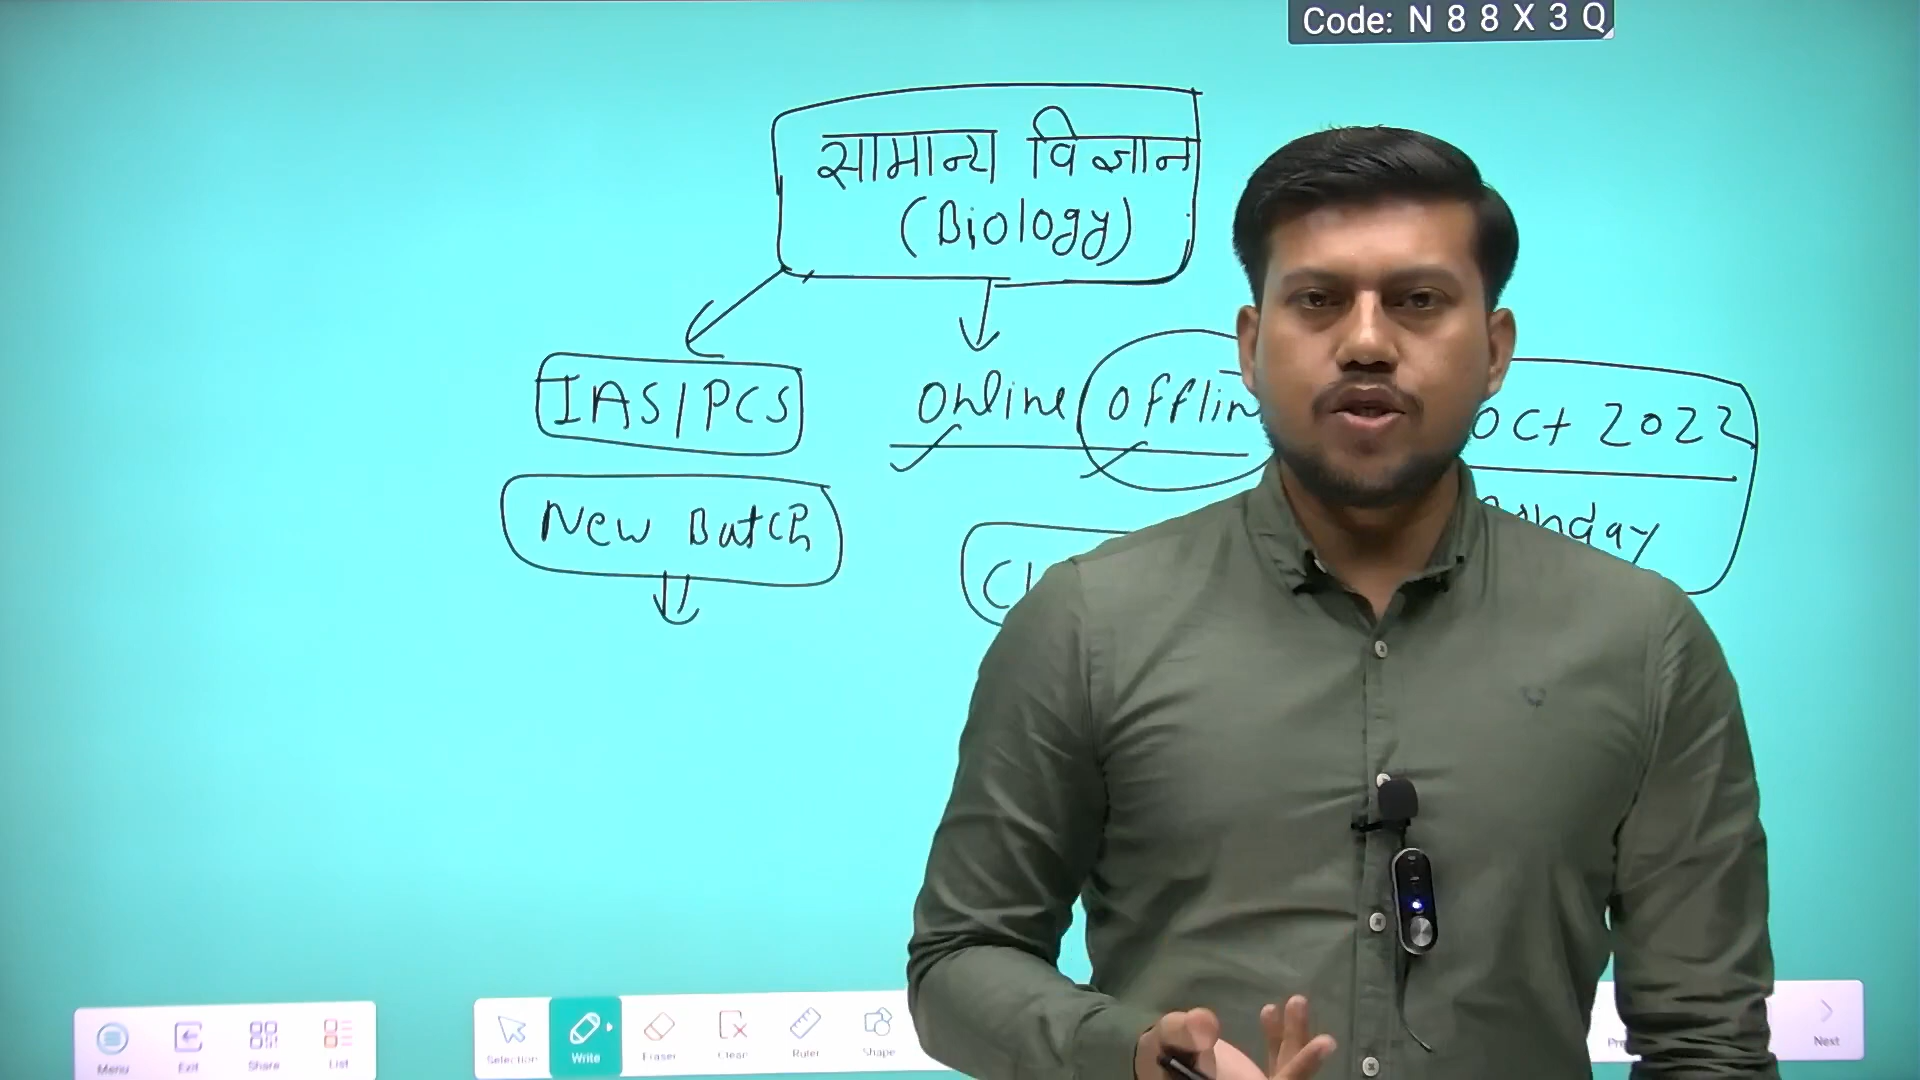 Code: N 8 8 X 3 Q
सामान्य विज्ञान
(Biology)
IAS/PCS
Online/Offlin
Oct 2022
New Batch
Menu
Exit
Share
List
Selection
Write
Eraser
Clear
Ruler
Shape
Next